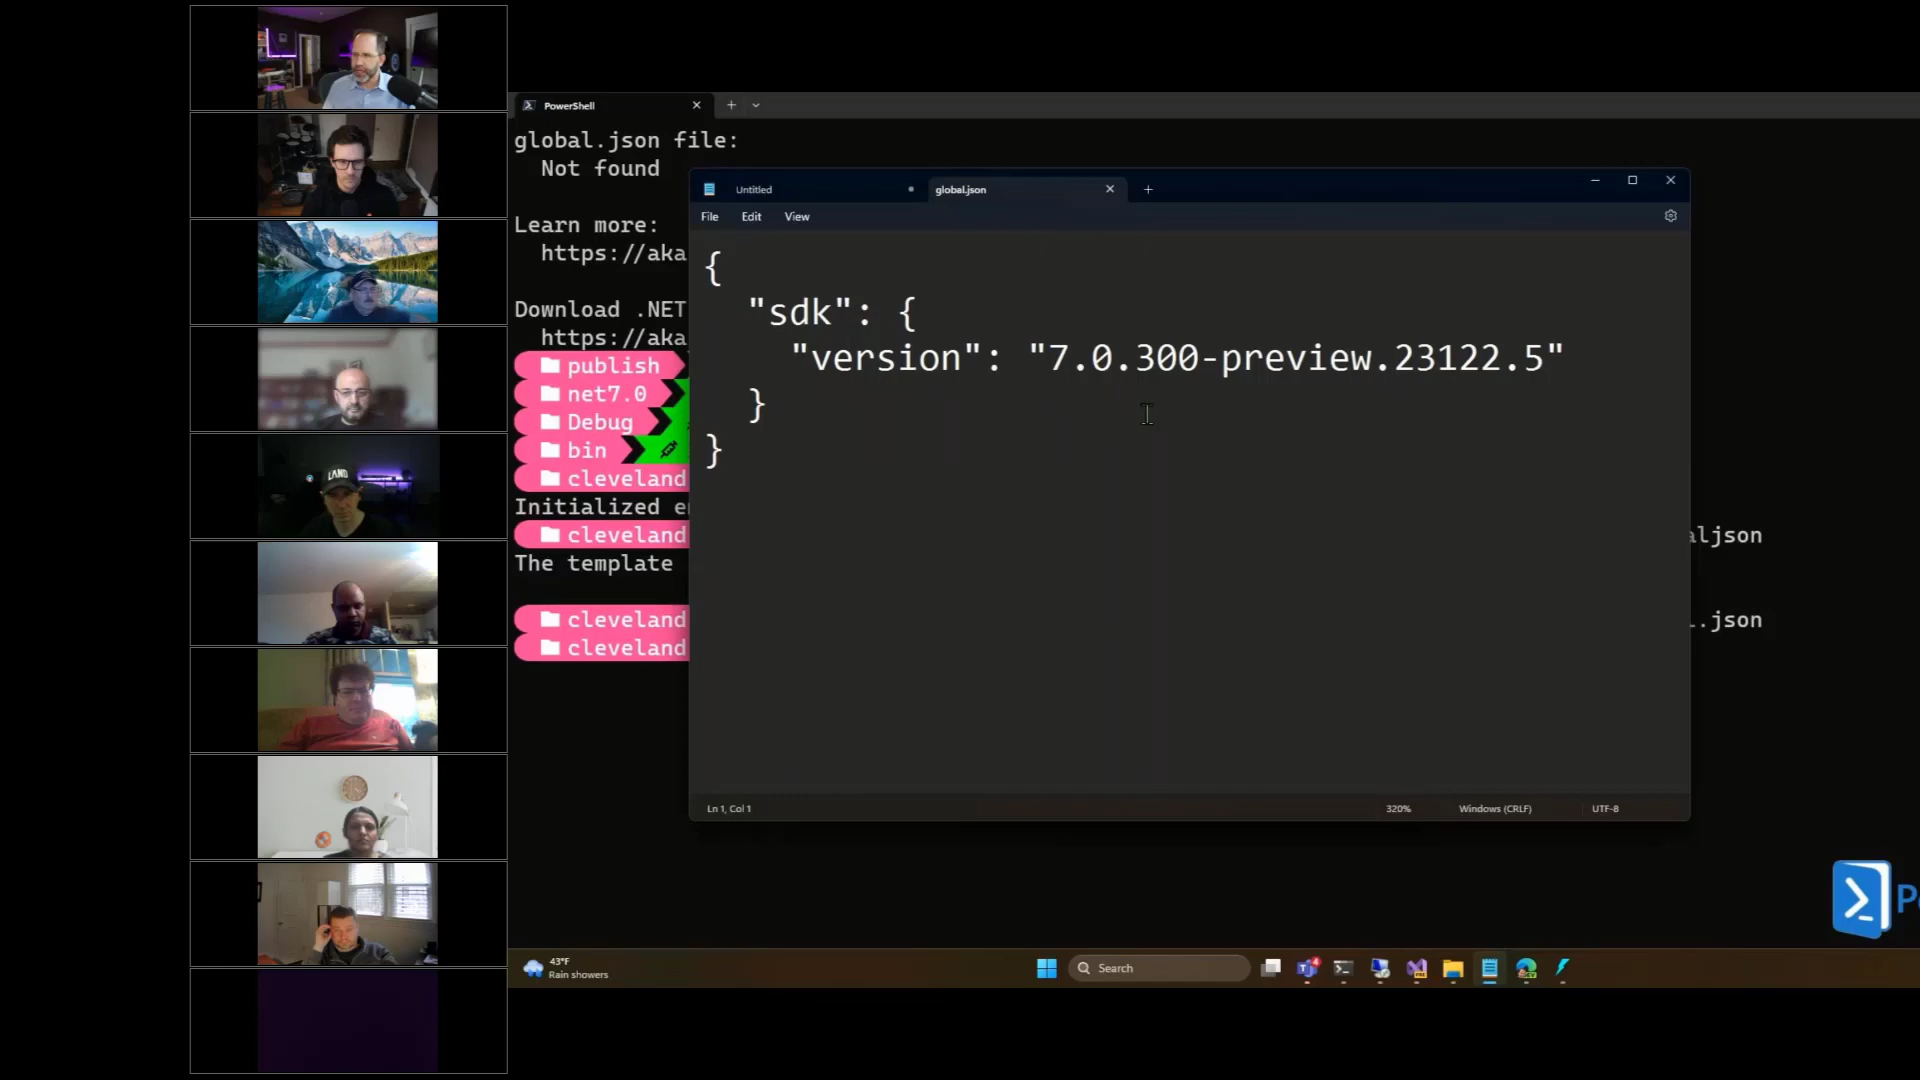 PowerShell
global.json file:
Not found
Learn more:
https://aka
Download .NET
https://aka
publish
net7.0
Debug
bin
cleveland
Initialized
cleveland
The template
cleveland
cleveland
json
.json
Untitled
global.json
File Edit View
{
"sdk": {
"version": "7.0.300-preview.23122.5"
}
}
Ln 1, Col 1
320%
Windows (CRLF)
UTF-8
LAND
43°F
Rain showers
Search